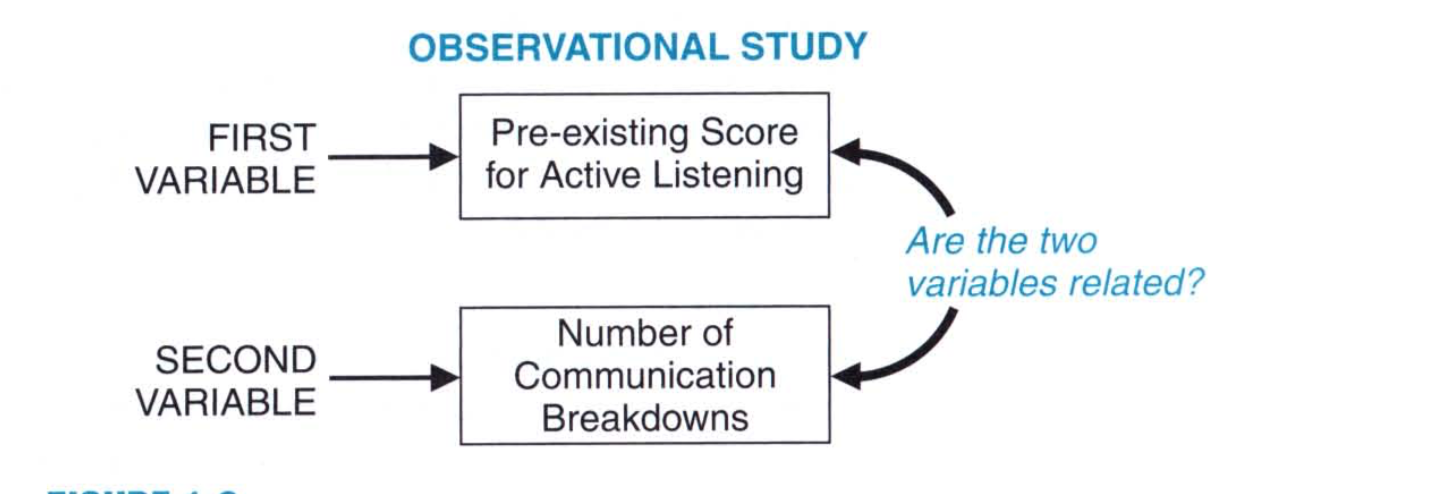 OBSERVATIONAL STUDY
FIRST
VARIABLE
Pre-existing Score
for Active Listening
Are the two
variables related?
SECOND
VARIABLE
Number of
Communication
Breakdowns